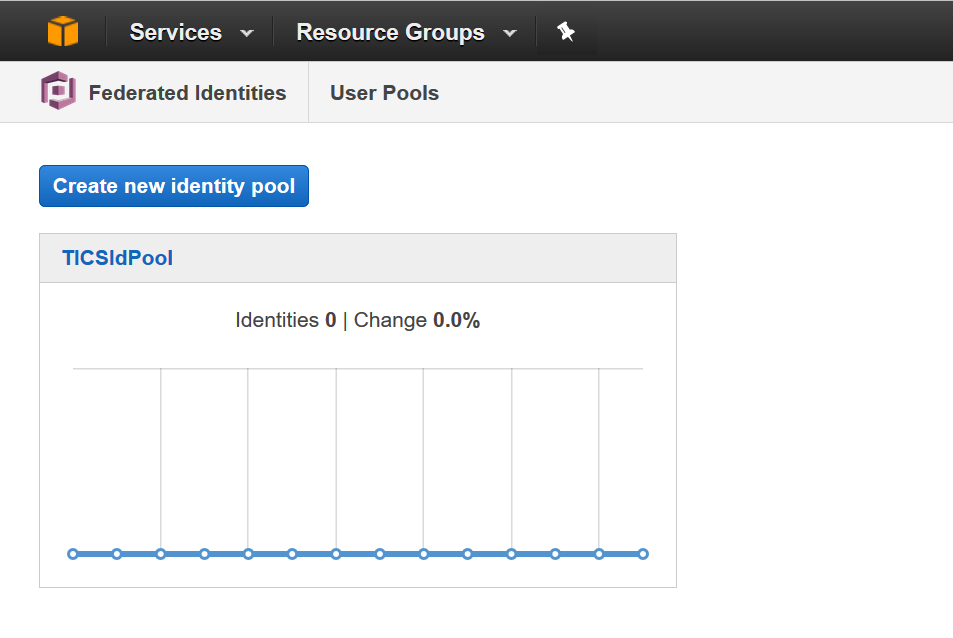 Services
Resource Groups
Federated Identities
User Pools
Create new identity pool
TICSIdPool
Identities 0 | Change 0.0%